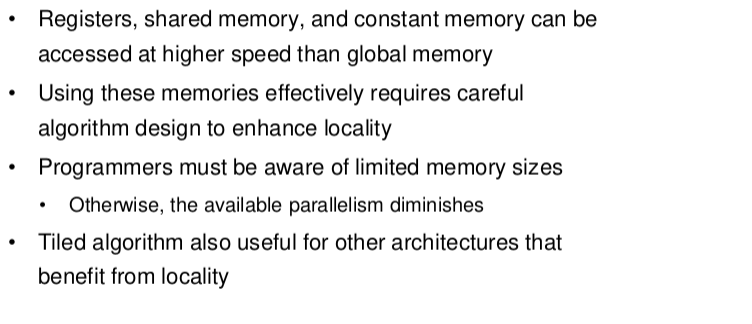 • Registers, shared memory, and constant memory can be
accessed at higher speed than global memory
• Using these memories effectively requires careful
algorithm design to enhance locality
• Programmers must be aware of limited memory sizes
• Otherwise, the available parallelism diminishes
• Tiled algorithm also useful for other architectures that
benefit from locality